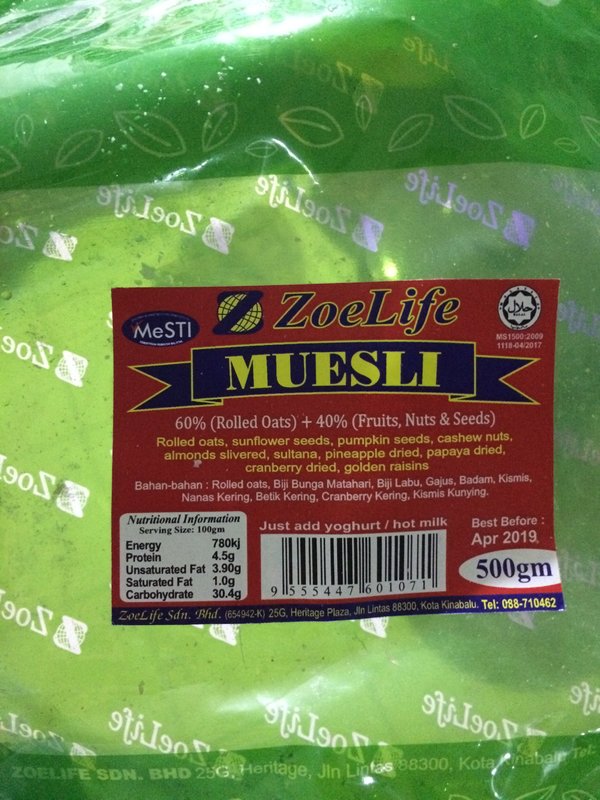 ZoeLife
MeSTI
ZoeLife
HALAL
MS1500:2009
1118-04/2017
MUESLI
60% (Rolled Oats) + 40% (Fruits, Nuts & Seeds)
Rolled oats, sunflower seeds, pumpkin seeds, cashew nuts,
almonds slivered, sultana, pineapple dried, papaya dried,
cranberry dried, golden raisins
Bahan-bahan : Rolled oats, Biji Bunga Matahari, Biji Labu, Gajus, Badam, Kismis,
Nanas Kering, Betik Kering, Cranberry Kering, Kismis Kunying.
Nutritional Information
Serving Size: 100gm
Energy 780kj
Protein 4.5g
Unsaturated Fat 3.90g
Saturated Fat 1.0g
Carbohydrate 30.4g
Just add yoghurt / hot milk
9 555447 601071
Best Before :
Apr 2019
500gm
ZoeLife Sdn. Bhd. (654942-K) 25G, Heritage Plaza, Jln Lintas 88300, Kota Kinabalu. Tel: 088-710462
ZoeLife
ZOELIFE SDN. BHD 25G, Heritage, Jln Lintas 88300, Kota Kinabalu Tel: